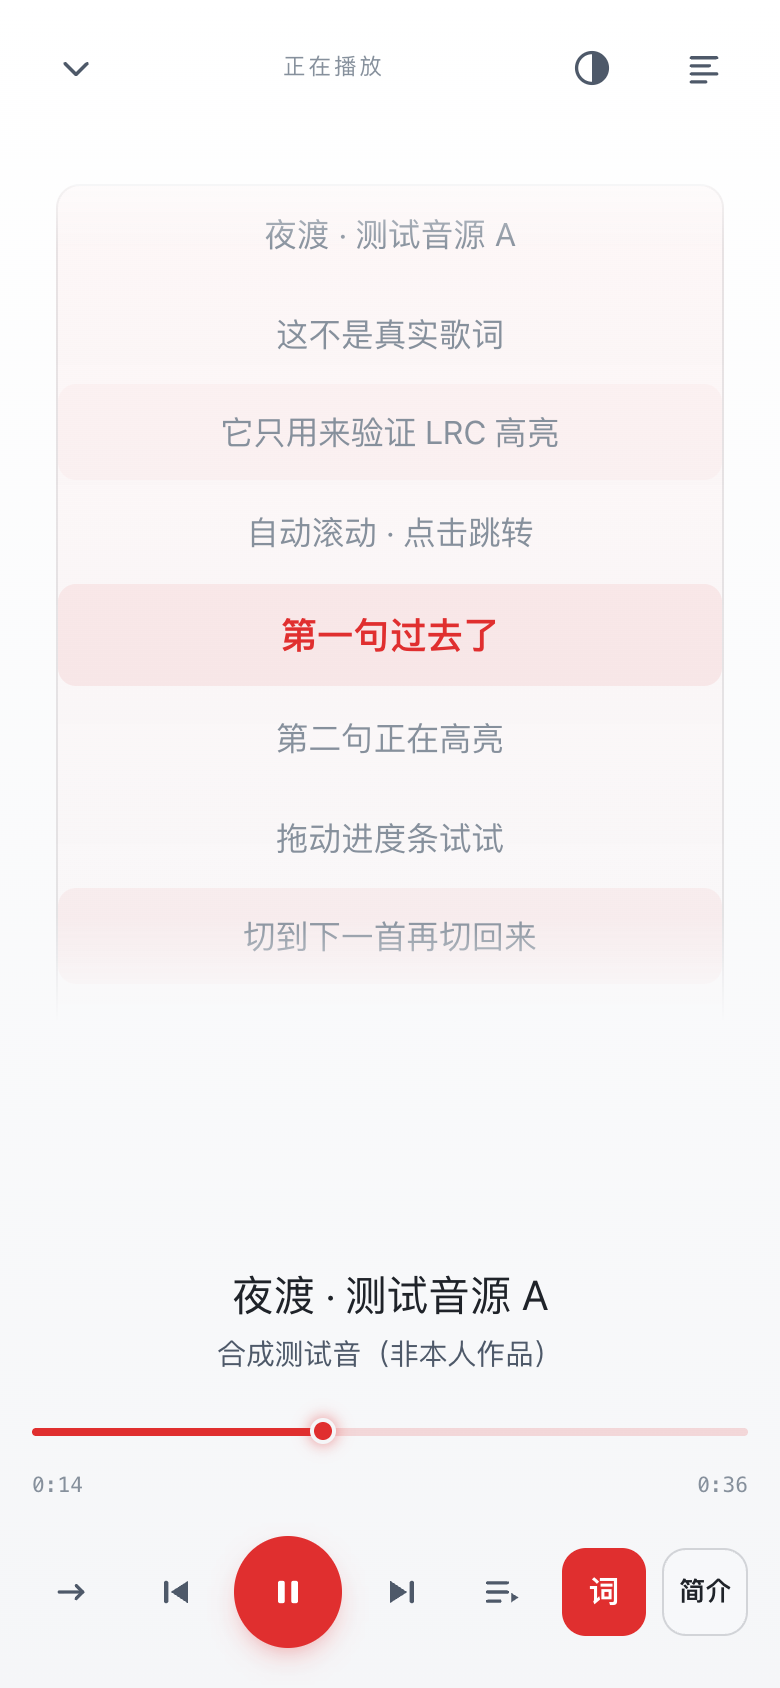 正在播放
夜渡 · 测试音源 A
这不是真实歌词
它只用来验证 LRC 高亮
自动滚动 · 点击跳转
第一句过去了
第二句正在高亮
拖动进度条试试
切到下一首再切回来
夜渡 · 测试音源 A
合成测试音（非本人作品）
0:14 0:36
词 简介